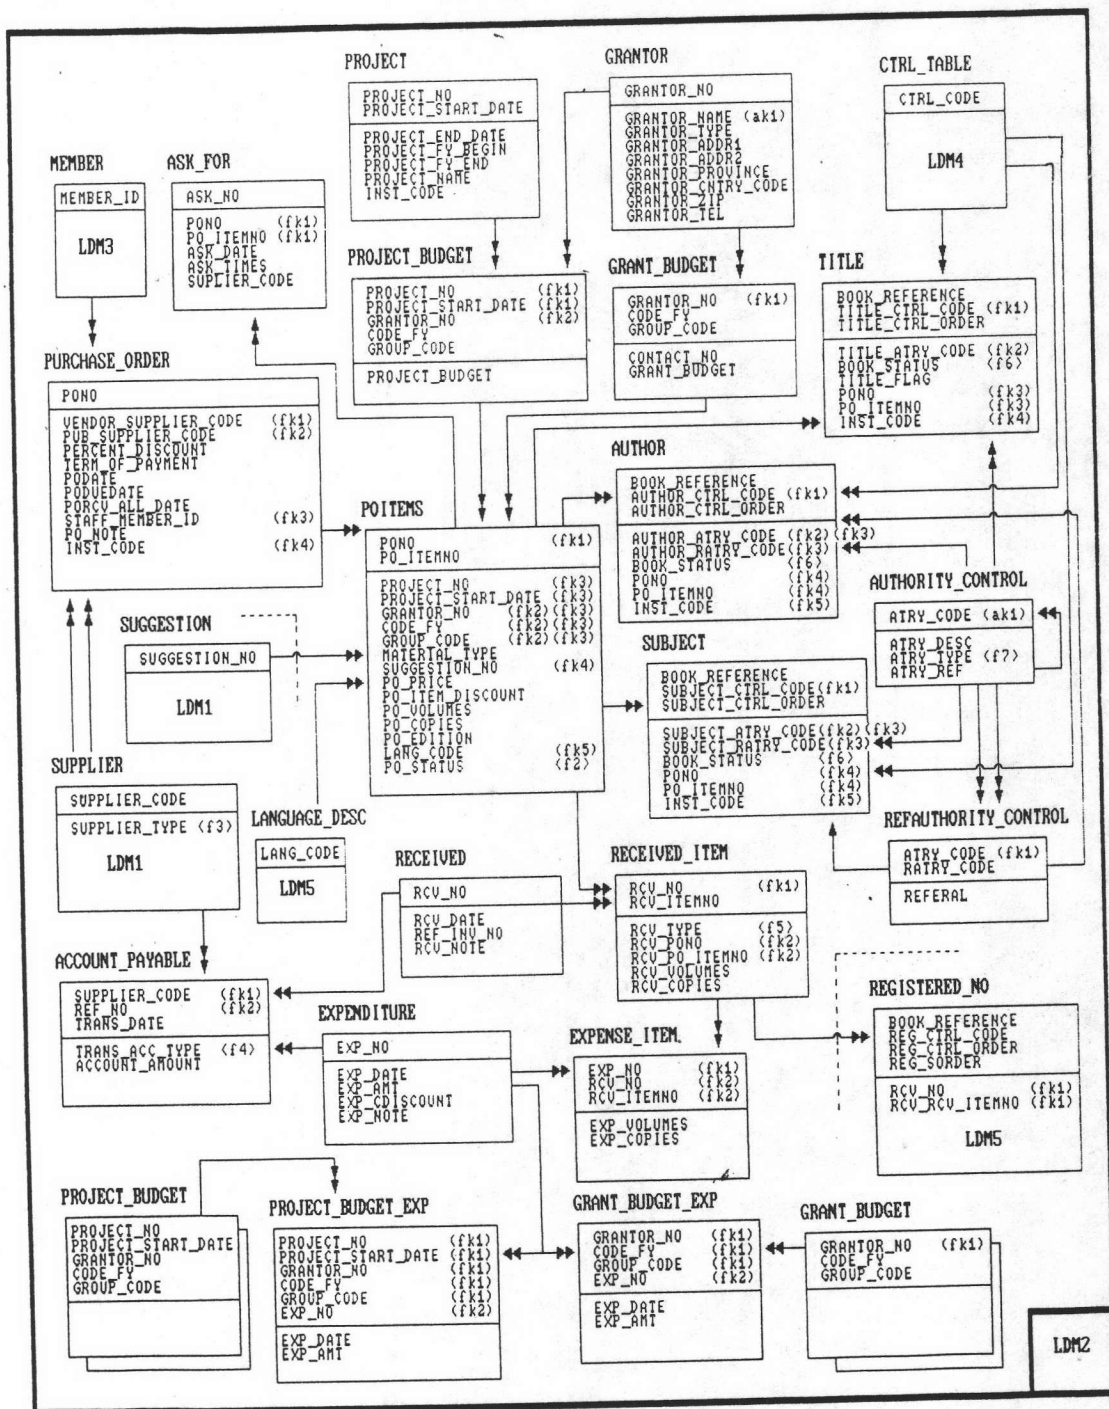 PROJECT
PROJECT_NO
PROJECT_START_DATE
PROJECT_END_DATE
PROJECT_FY_BEGIN
PROJECT_FY_END
PROJECT_NAME
INST_CODE
GRANTOR
GRANTOR_NO
GRANTOR_NAME (ak1)
GRANTOR_TYPE
GRANTOR_ADDR1
GRANTOR_ADDR2
GRANTOR_PROVINCE
GRANTOR_CNTRY_CODE
GRANTOR_ZIP
GRANTOR_TEL
CTRL_TABLE
CTRL_CODE
LDM4
MEMBER
MEMBER_ID
LDM3
ASK_FOR
ASK_NO
PONO (fk1)
PO_ITEMNO (fk1)
ASK_DATE
ASK_TIMES
SUPLIER_CODE
PROJECT_BUDGET
PROJECT_NO (fk1)
PROJECT_START_DATE (fk1)
GRANTOR_NO (fk2)
CODE_FY
GROUP_CODE
PROJECT_BUDGET
GRANT_BUDGET
GRANTOR_NO (fk1)
CODE_FY
GROUP_CODE
CONTACT_NO
GRANT_BUDGET
TITLE
BOOK_REFERENCE
TITLE_CTRL_CODE (fk1)
TITLE_CTRL_ORDER
TITLE_ATRY_CODE (fk2)
BOOK_STATUS (f6)
TITLE_FLAG
PONO (fk3)
PO_ITEMNO (fk3)
INST_CODE (fk4)
PURCHASE_ORDER
PONO
VENDOR_SUPPLIER_CODE (fk1)
PUB_SUPPLIER_CODE (fk2)
PERCENT_DISCOUNT
TERM_OF_PAYMENT
PODATE
PODUEDATE
PORCV_ALL_DATE
STAFF_MEMBER_ID (fk3)
PO_NOTE
INST_CODE (fk4)
POITEMS
PONO (fk1)
PO_ITEMNO
PROJECT_NO (fk3)
PROJECT_START_DATE (fk3)
GRANTOR_NO (fk2)(fk3)
CODE_FY (fk2)(fk3)
GROUP_CODE (fk2)(fk3)
MATERIAL_TYPE
SUGGESTION_NO (fk4)
PO_PRICE
PO_ITEM_DISCOUNT
PO_VOLUMES
PO_COPIES
PO_EDITION
LANG_CODE (fk5)
PO_STATUS (f2)
AUTHOR
BOOK_REFERENCE
AUTHOR_CTRL_CODE (fk1)
AUTHOR_CTRL_ORDER
AUTHOR_ATRY_CODE (fk2)(fk3)
AUTHOR_RATRY_CODE(fk3)
BOOK_STATUS (f6)
PONO (fk4)
PO_ITEMNO (fk4)
INST_CODE (fk5)
AUTHORITY_CONTROL
ATRY_CODE (ak1)
ATRY_DESC
ATRY_TYPE (f7)
ATRY_REF
SUGGESTION
SUGGESTION_NO
LDM1
SUBJECT
BOOK_REFERENCE
SUBJECT_CTRL_CODE(fk1)
SUBJECT_CTRL_ORDER
SUBJECT_ATRY_CODE(fk2)(fk3)
SUBJECT_RATRY_CODE(fk3)
BOOK_STATUS (f6)
PONO (fk4)
PO_ITEMNO (fk4)
INST_CODE (fk5)
SUPPLIER
SUPPLIER_CODE
SUPPLIER_TYPE (f3)
LDM1
LANGUAGE_DESC
LANG_CODE
LDM5
REFAUTHORITY_CONTROL
ATRY_CODE (fk1)
RATRY_CODE
REFERAL
RECEIVED
RCV_NO
RCV_DATE
REF_INV_NO
RCV_NOTE
RECEIVED_ITEM
RCV_NO (fk1)
RCV_ITEMNO
RCV_TYPE (f5)
RCV_PONO (fk2)
RCV_PO_ITEMNO (fk2)
RCV_VOLUMES
RCV_COPIES
ACCOUNT_PAYABLE
SUPPLIER_CODE (fk1)
REF_NO (fk2)
TRANS_DATE
TRANS_ACC_TYPE (f4)
ACCOUNT_AMOUNT
EXPENDITURE
EXP_NO
EXP_DATE
EXP_AMT
EXP_CDISCOUNT
EXP_NOTE
EXPENSE_ITEM
EXP_NO (fk1)
RCV_NO (fk2)
RCV_ITEMNO (fk2)
EXP_VOLUMES
EXP_COPIES
REGISTERED_NO
BOOK_REFERENCE
REG_CTRL_CODE
REG_CTRL_ORDER
REG_SORDER
RCV_NO (fk1)
RCV_RCV_ITEMNO (fk1)
LDM5
PROJECT_BUDGET
PROJECT_NO
PROJECT_START_DATE
GRANTOR_NO
CODE_FY
GROUP_CODE
PROJECT_BUDGET_EXP
PROJECT_NO (fk1)
PROJECT_START_DATE (fk1)
GRANTOR_NO (fk1)
CODE_FY (fk1)
GROUP_CODE (fk1)
EXP_NO (fk2)
EXP_DATE
EXP_AMT
GRANT_BUDGET_EXP
GRANTOR_NO (fk1)
CODE_FY (fk1)
GROUP_CODE (fk1)
EXP_NO (fk2)
EXP_DATE
EXP_AMT
GRANT_BUDGET
GRANTOR_NO (fk1)
CODE_FY
GROUP_CODE
LDM2